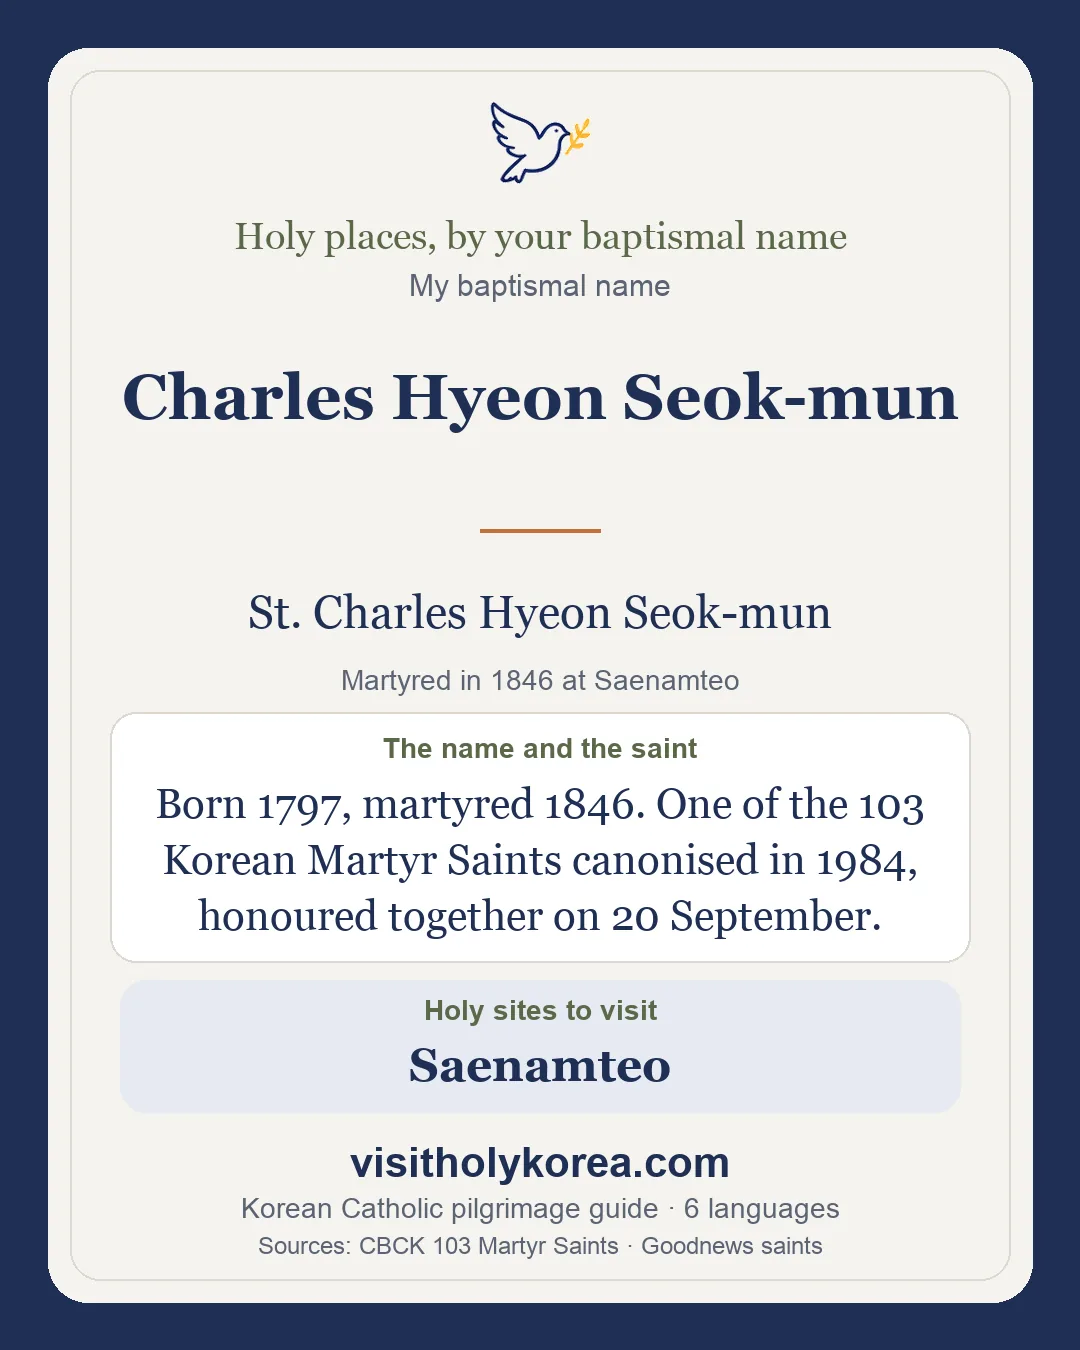 Holy places, by your baptismal name
My baptismal name
Charles Hyeon Seok-mun
St. Charles Hyeon Seok-mun
Martyred in 1846 at Saenamteo
The name and the saint
Born 1797, martyred 1846. One of the 103
Korean Martyr Saints canonised in 1984,
honoured together on 20 September.
Holy sites to visit
Saenamteo
visitholykorea.com
Korean Catholic pilgrimage guide · 6 languages
Sources: CBCK 103 Martyr Saints · Goodnews saints